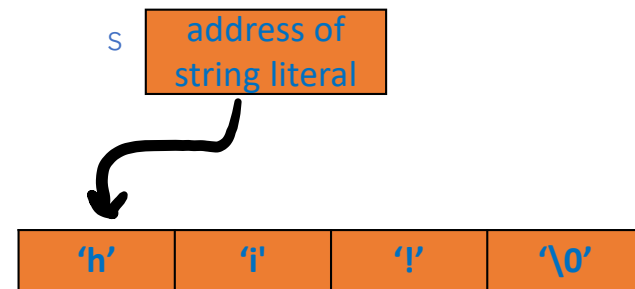 s
address of
string literal
‘h’ ‘i' ‘!’ ‘\0’